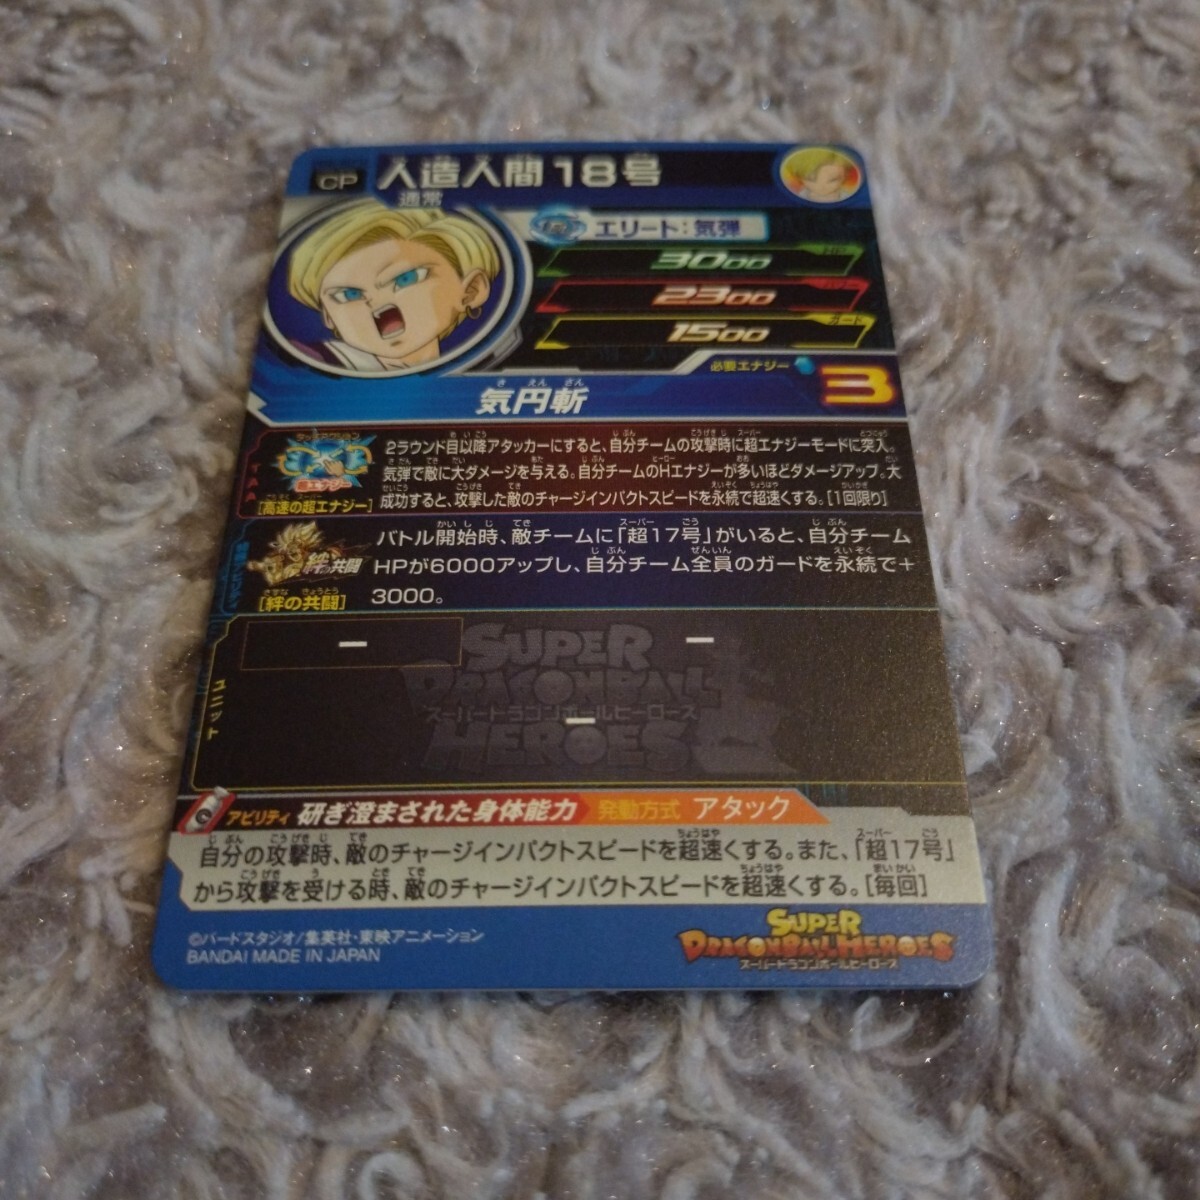 CP 人造人間18号
通常
エリート：気弾
3000
パワー
2300
ガード
1500
必要エナジー 3
気円斬
2ラウンド目以降アタッカーにすると、自分チームの攻撃時に超エナジーモードに突入。
気弾で敵に大ダメージを与える。自分チームのHエナジーが多いほどダメージアップ。大
成功すると、攻撃した敵のチャージインパクトスピードを永続で超速くする。[1回限り]
超エナジー
[高速の超エナジー]
バトル開始時、敵チームに「超17号」がいると、自分チーム
HPが6000アップし、自分チーム全員のガードを永続で+
3000。
絆の共闘
[絆の共闘]
ユニット
ー
ー
ー
SUPER
DRAGONBALL
スーパードラゴンボールヒーローズ
HEROES
アビリティ 研ぎ澄まされた身体能力 発動方式 アタック
自分の攻撃時、敵のチャージインパクトスピードを超速くする。また、「超17号」
から攻撃を受ける時、敵のチャージインパクトスピードを超速くする。[毎回]
©バードスタジオ/集英社・東映アニメーション
BANDAI MADE IN JAPAN
SUPER
DRAGONBALL HEROES
スーパードラゴンボールヒーローズ